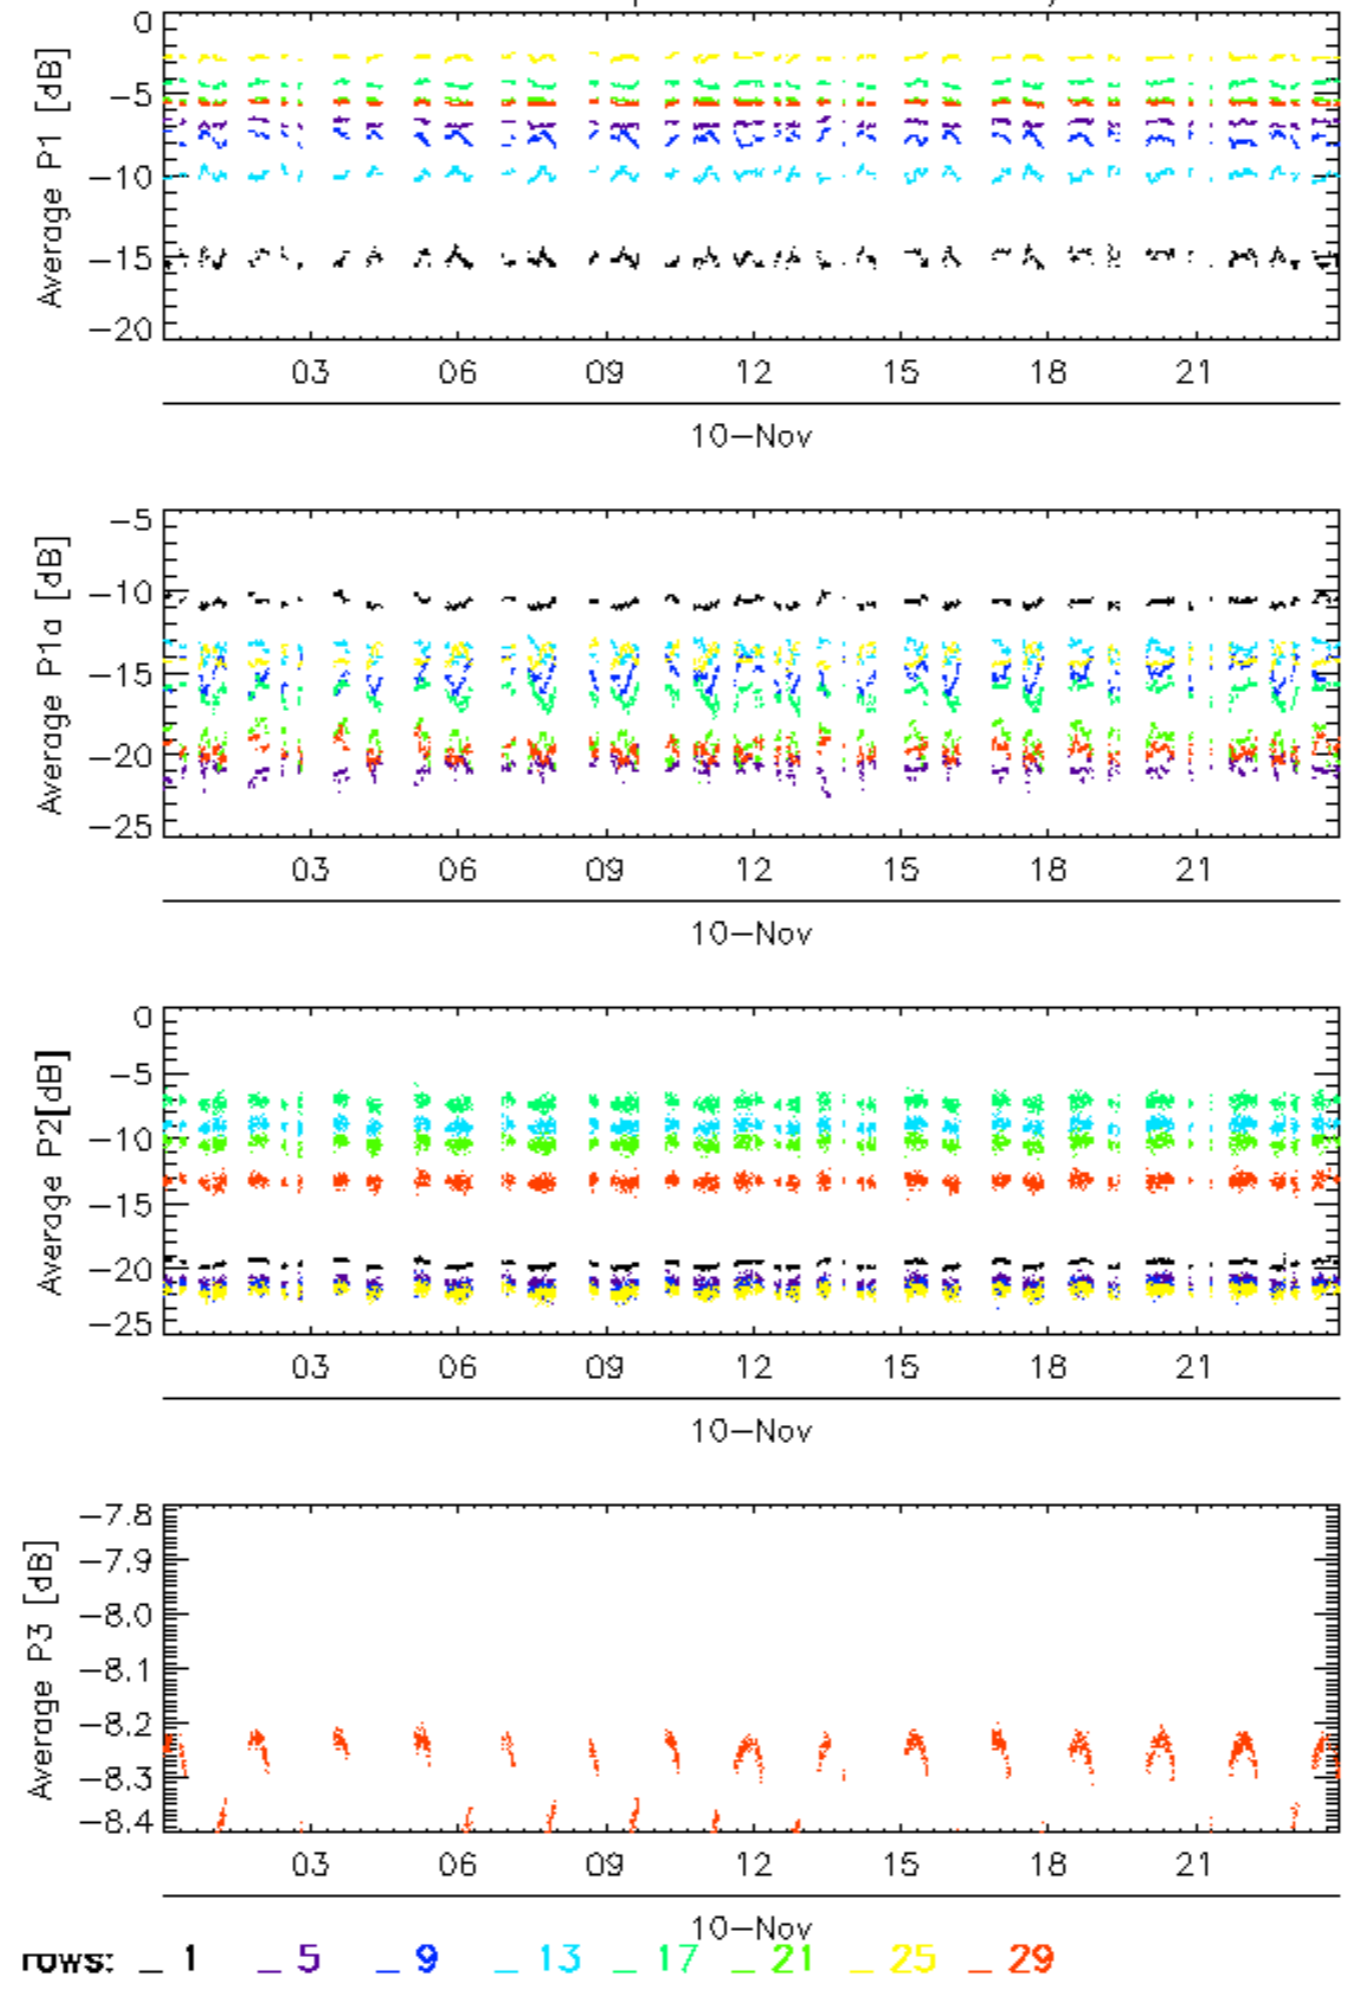 0
−5
−10
−15
−20
Average P1 [dB]
03 06 09 12 15 18 21
10−Nov
−5
−10
−15
−20
−25
Average P1a [dB]
03 06 09 12 15 18 21
10−Nov
0
−5
−10
−15
−20
−25
Average P2[dB]
03 06 09 12 15 18 21
10−Nov
−7.8
−7.9
−8.0
−8.1
−8.2
−8.3
−8.4
Average P3 [dB]
03 06 09 12 15 18 21
10−Nov
rows: _ 1 _ 5 _ 9 _ 13 _ 17 _ 21 _ 25 _ 29